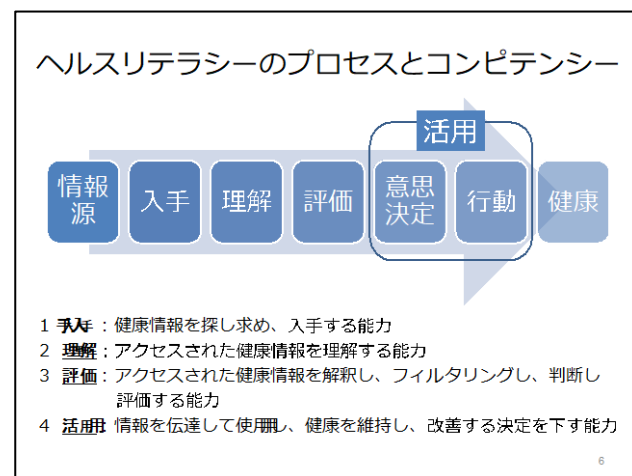 ヘルスリテラシーのプロセスとコンピテンシー
活用
情報
源
入手
理解
評価
意思
決定
行動
健康
1 入手：健康情報を探し求め、入手する能力
2 理解：アクセスされた健康情報を理解する能力
3 評価：アクセスされた健康情報を解釈し、フィルタリングし、判断し
評価する能力
4 活用：情報を伝達して使用し、健康を維持し、改善する決定を下す能力
6